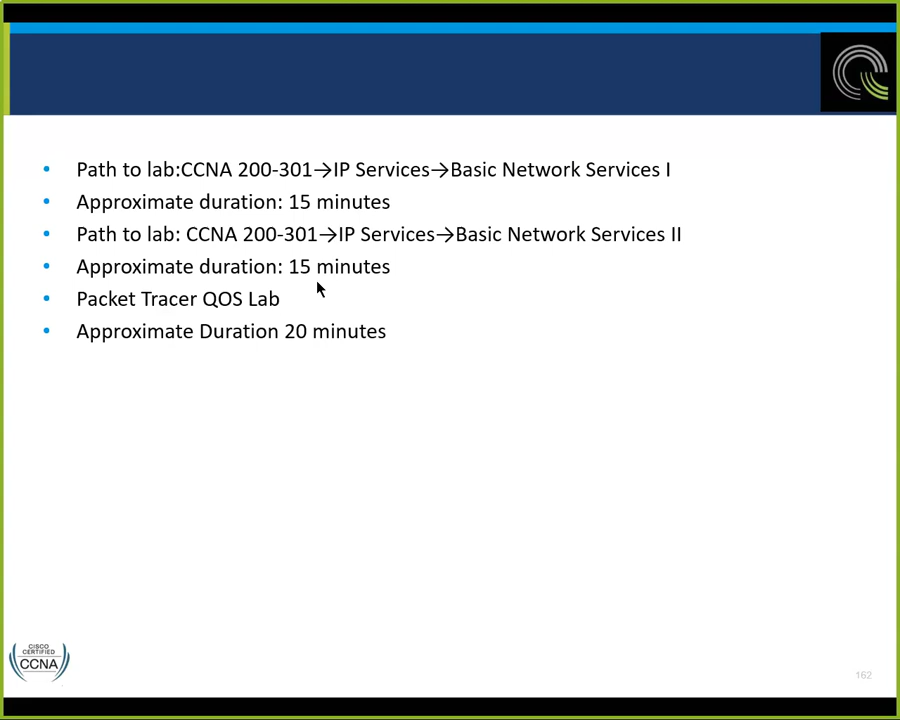 Path to lab:CCNA 200-301→IP Services→Basic Network Services I
Approximate duration: 15 minutes
Path to lab: CCNA 200-301→IP Services→Basic Network Services II
Approximate duration: 15 minutes
Packet Tracer QOS Lab
Approximate Duration 20 minutes
CISCO
CERTIFIED
CCNA
162